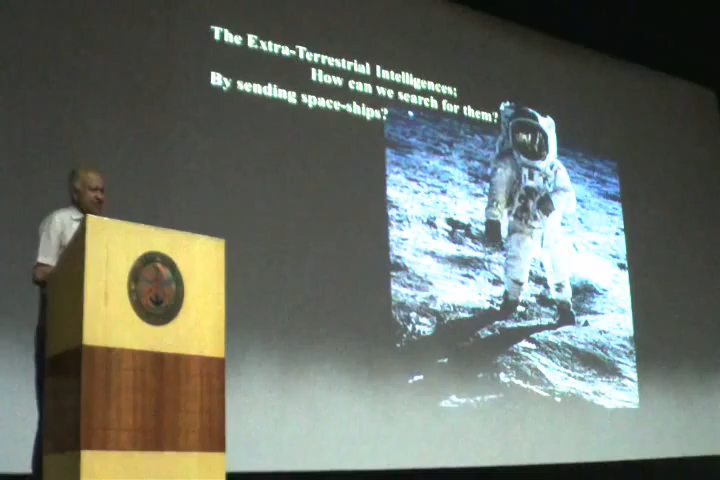 The Extra-Terrestrial Intelligences:
How can we search for them?
By sending space-ships?